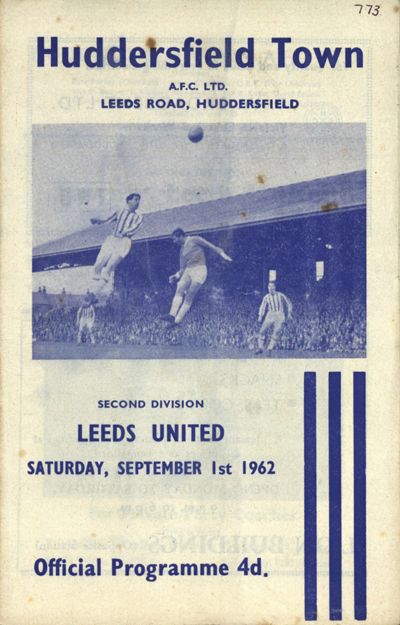 773.
Huddersfield Town
A.F.C. LTD.
LEEDS ROAD, HUDDERSFIELD
SECOND DIVISION
LEEDS UNITED
SATURDAY, SEPTEMBER 1st 1962
Official Programme 4d.